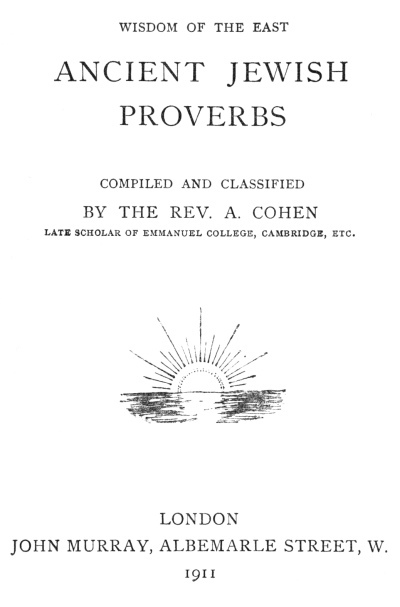 WISDOM OF THE EAST
ANCIENT JEWISH
PROVERBS
COMPILED AND CLASSIFIED
BY THE REV. A. COHEN
LATE SCHOLAR OF EMMANUEL COLLEGE, CAMBRIDGE, ETC.
LONDON
JOHN MURRAY, ALBEMARLE STREET, W.
1911